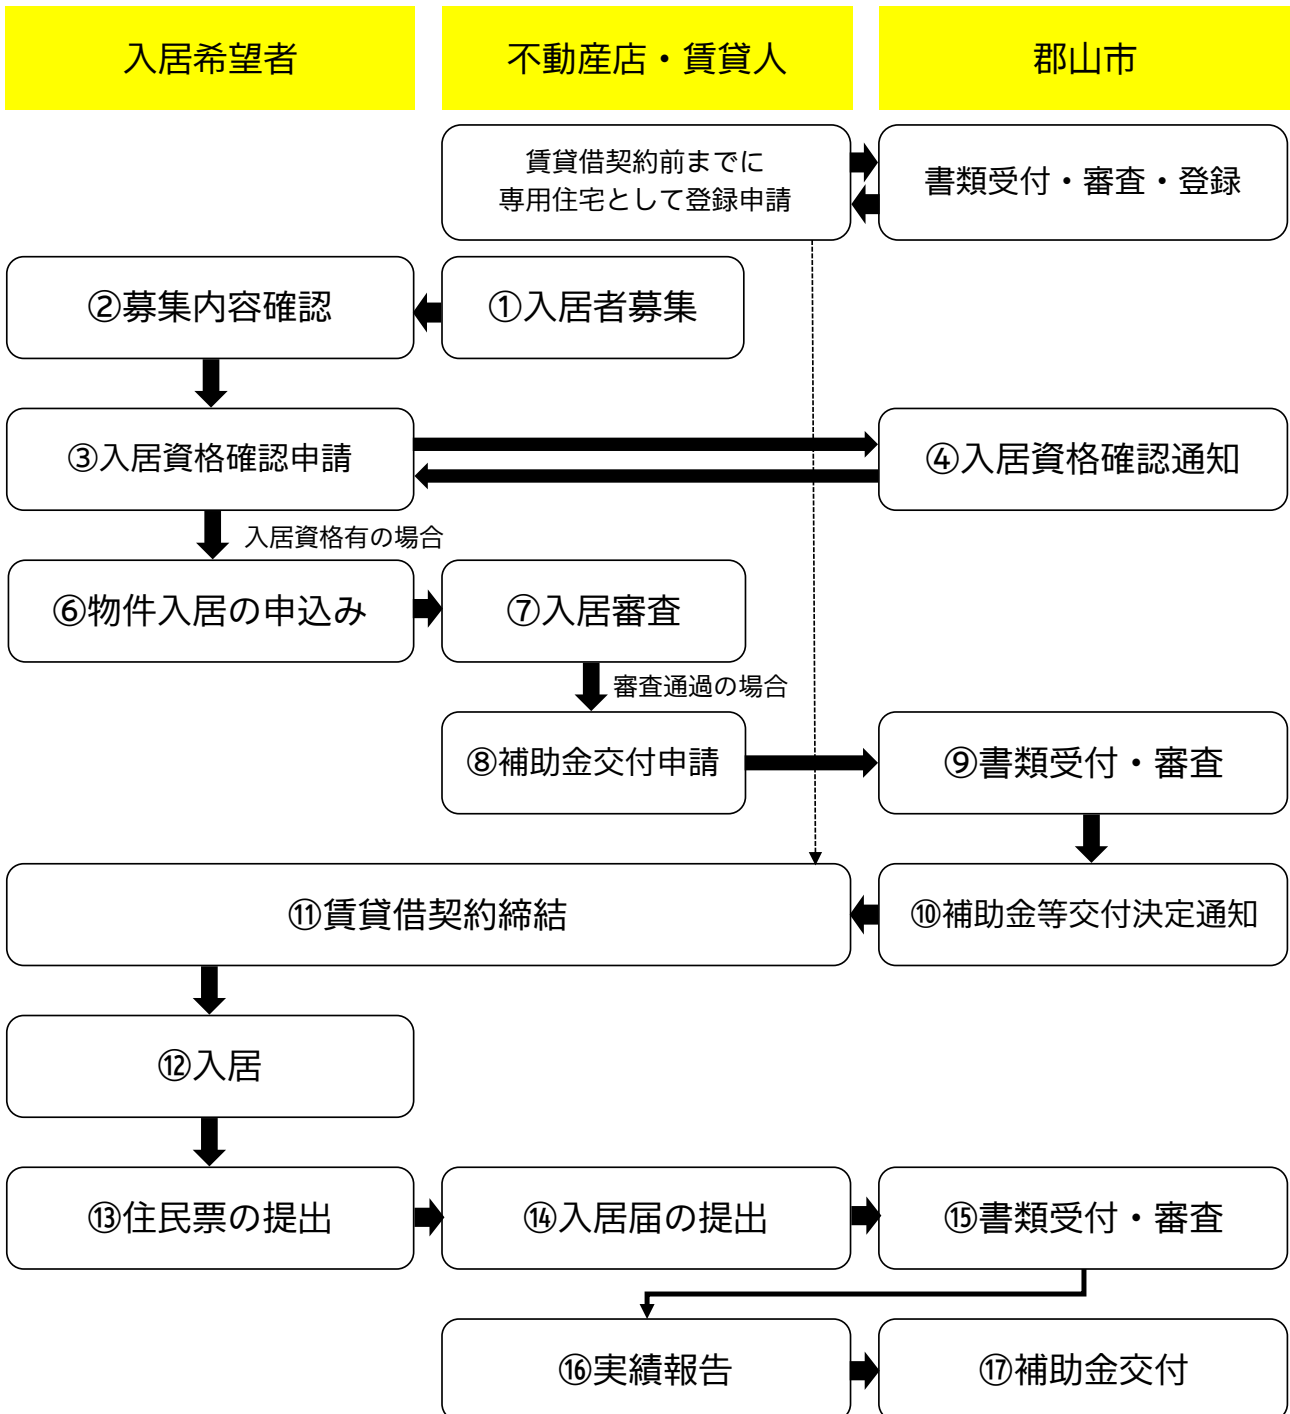 入居希望者
不動産店・賃貸人
郡山市
賃貸借契約前までに
専用住宅として登録申請
書類受付・審査・登録
②募集内容確認
①入居者募集
③入居資格確認申請
④入居資格確認通知
入居資格有の場合
⑥物件入居の申込み
⑦入居審査
審査通過の場合
⑧補助金交付申請
⑨書類受付・審査
⑪賃貸借契約締結
⑩補助金等交付決定通知
⑫入居
⑬住民票の提出
⑭入居届の提出
⑮書類受付・審査
⑯実績報告
⑰補助金交付